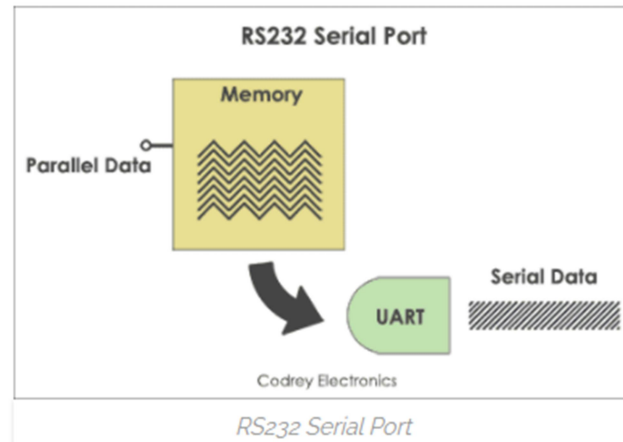 RS232 Serial Port
Memory
Parallel Data
Serial Data
UART
Codrey Electronics
RS232 Serial Port